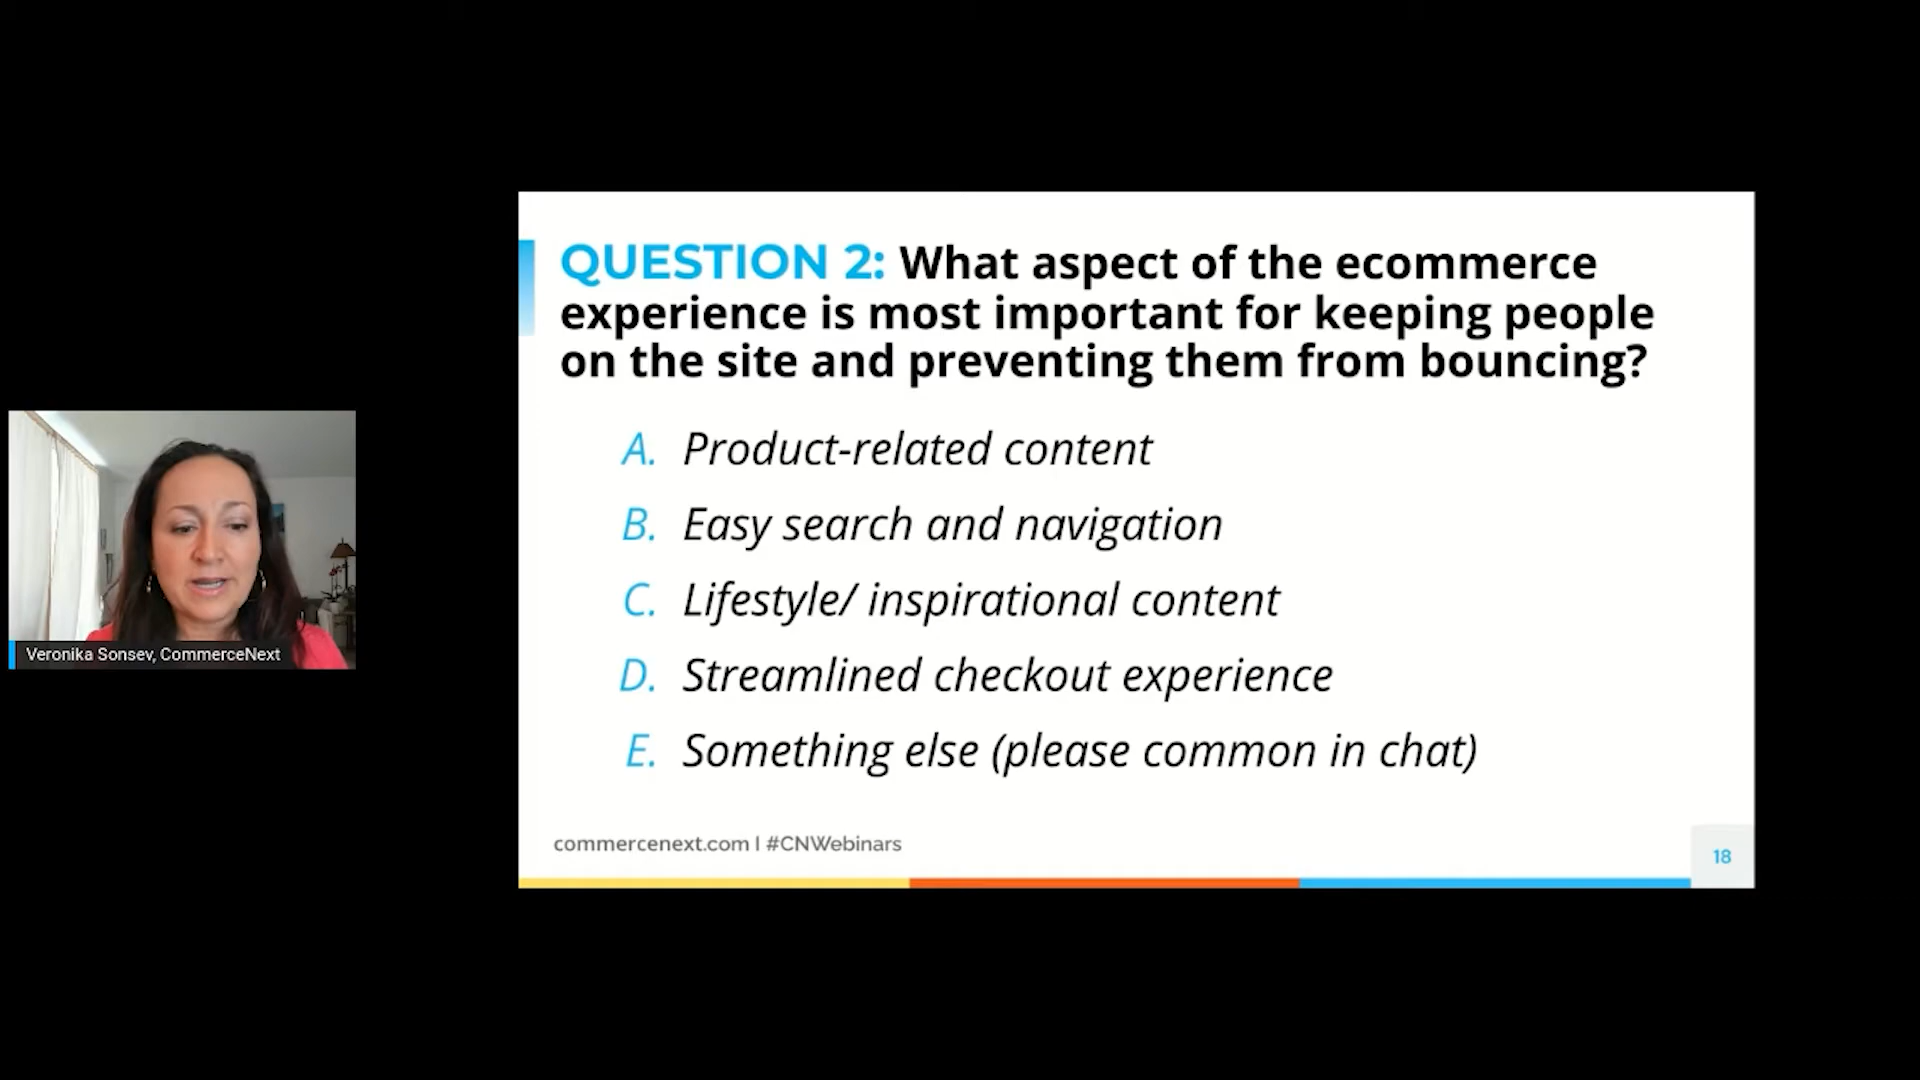 QUESTION 2: What aspect of the ecommerce
experience is most important for keeping people
on the site and preventing them from bouncing?
A. Product-related content
B. Easy search and navigation
C. Lifestyle/ inspirational content
D. Streamlined checkout experience
E. Something else (please common in chat)
commercenext.com | #CNWebinars
18
Veronika Sonsev, CommerceNext